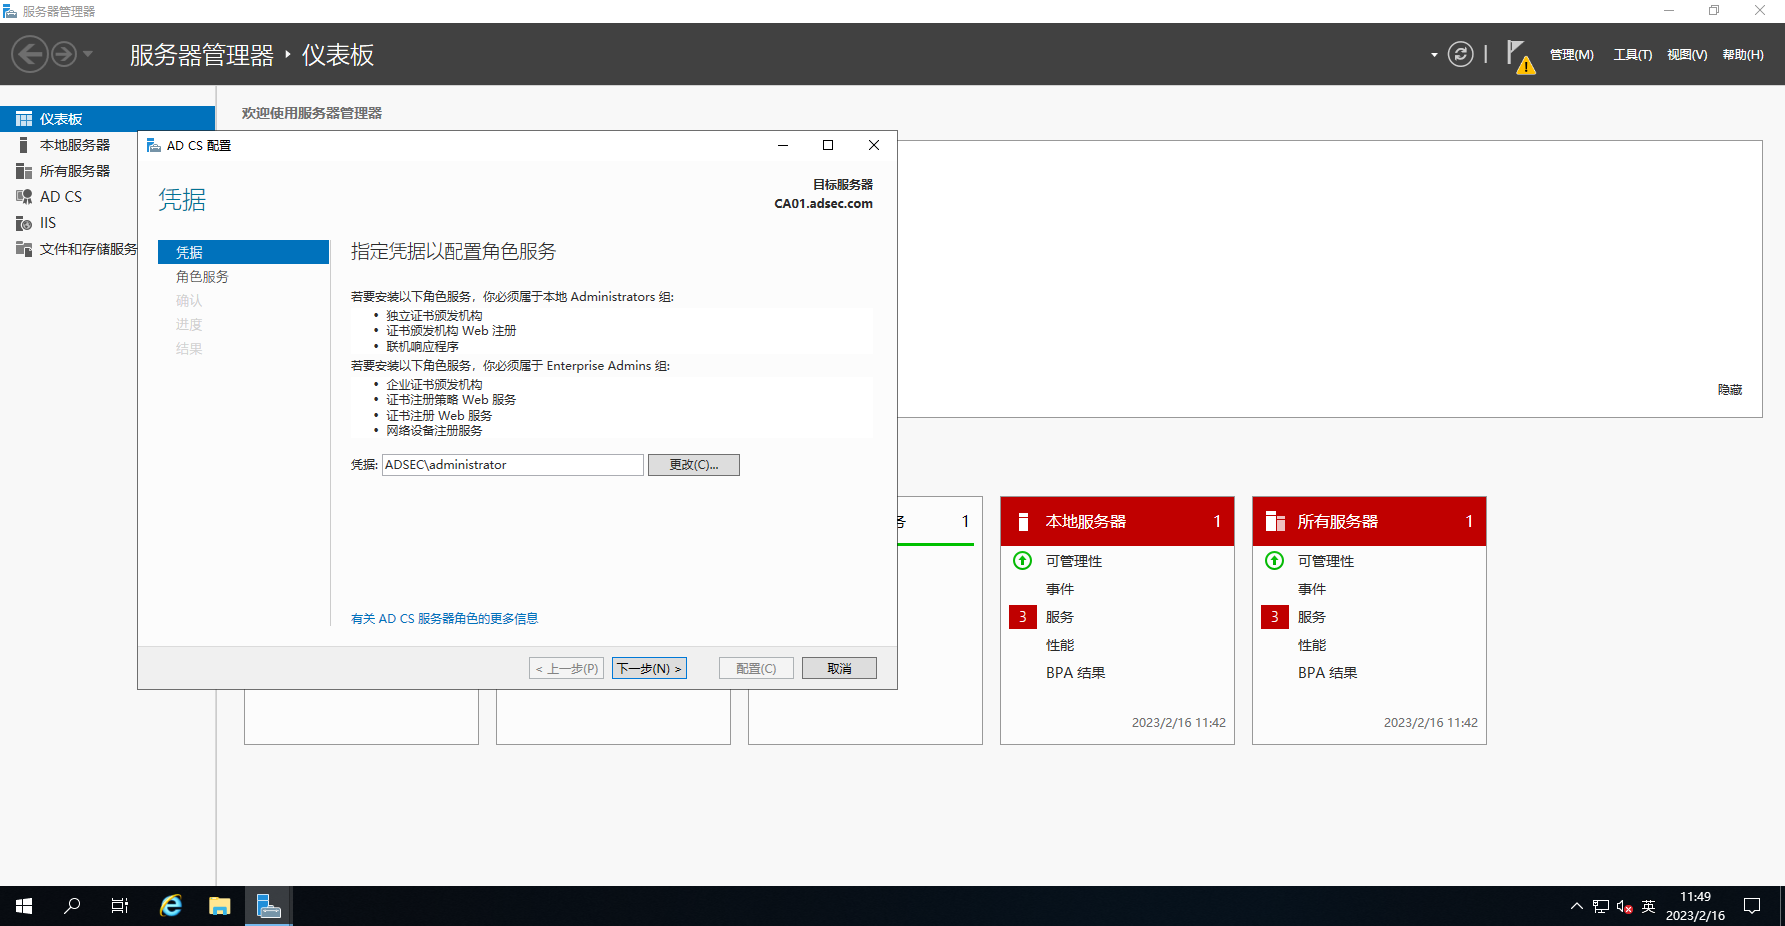 服务器管理器
服务器管理器 ‣ 仪表板
管理(M) 工具(T) 视图(V) 帮助(H)
仪表板
本地服务器
所有服务器
AD CS
IIS
文件和存储服务
欢迎使用服务器管理器
隐藏
AD CS 配置
凭据
目标服务器
CA01.adsec.com
凭据
角色服务
确认
进度
结果
指定凭据以配置角色服务
若要安装以下角色服务，你必须属于本地 Administrators 组:
• 独立证书颁发机构
• 证书颁发机构 Web 注册
• 联机响应程序
若要安装以下角色服务，你必须属于 Enterprise Admins 组:
• 企业证书颁发机构
• 证书注册策略 Web 服务
• 证书注册 Web 服务
• 网络设备注册服务
凭据: ADSEC\administrator 更改(C)...
有关 AD CS 服务器角色的更多信息
< 上一步(P) 下一步(N) > 配置(C) 取消
务 1
本地服务器 1
可管理性
事件
3 服务
性能
BPA 结果
2023/2/16 11:42
所有服务器 1
可管理性
事件
3 服务
性能
BPA 结果
2023/2/16 11:42
英
11:49
2023/2/16